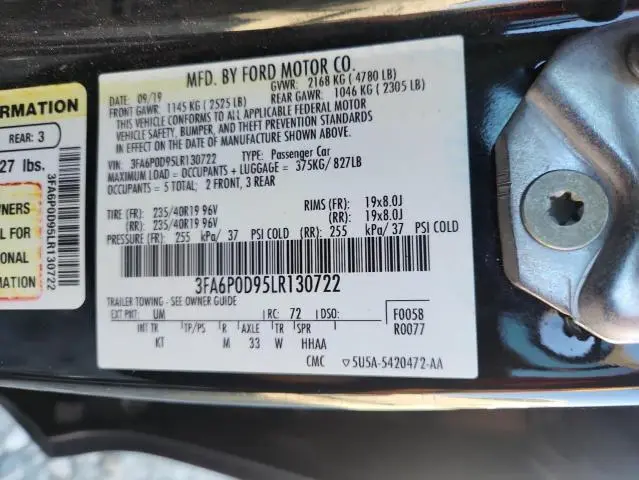 MFD. BY FORD MOTOR CO.
DATE: 09/19 GVWR: 2168 KG ( 4780 LB)
FRONT GAWR: 1145 KG ( 2525 LB) REAR GAWR: 1046 KG ( 2305 LB)
THIS VEHICLE CONFORMS TO ALL APPLICABLE FEDERAL MOTOR
VEHICLE SAFETY, BUMPER, AND THEFT PREVENTION STANDARDS
IN EFFECT ON THE DATE OF MANUFACTURE SHOWN ABOVE.
VIN: 3FA6P0D95LR130722 TYPE: Passenger Car
MAXIMUM LOAD = OCCUPANTS + LUGGAGE = 375KG/ 827LB
OCCUPANTS = 5 TOTAL: 2 FRONT, 3 REAR
TIRE (FR): 235/40R19 96V RIMS (FR): 19x8.0J
(RR): 235/40R19 96V (RR): 19x8.0J
PRESSURE (FR): 255 kPa/ 37 PSI COLD (RR): 255 kPa/ 37 PSI COLD
3FA6P0D95LR130722
TRAILER TOWING - SEE OWNER GUIDE
EXT PNT: UM RC: 72 DSO: F0058
R0077
INT TR TP/PS R AXLE TR SPR
KT M 33 W HHAA
CMC ▽5U5A-5420472-AA
ORMATION
REAR: 3
27 lbs.
WNERS
L FOR
ONAL
MATION
3FA6P0D95LR130722